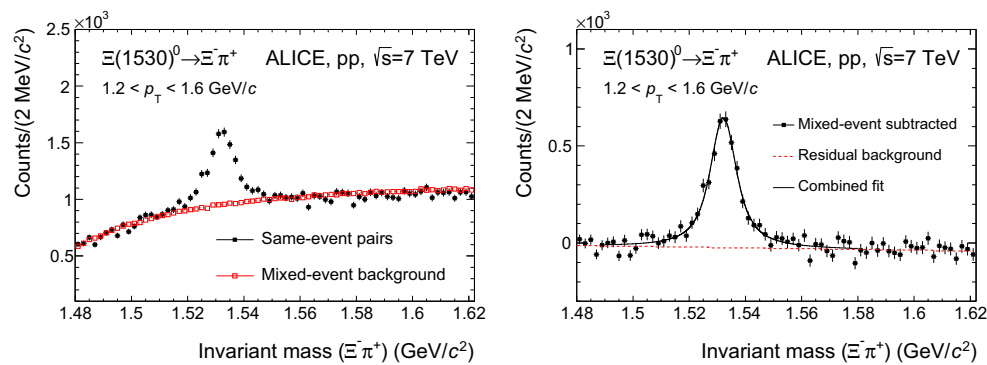 ×10³
2.5
2
1.5
1
0.5
Counts/(2 MeV/c²)
Ξ(1530)⁰→Ξ⁻π⁺ ALICE, pp, √s=7 TeV
1.2 < p_T < 1.6 GeV/c
Same-event pairs
Mixed-event background
1.48 1.5 1.52 1.54 1.56 1.58 1.6 1.62
Invariant mass (Ξ⁻π⁺) (GeV/c²)
×10³
1
0.5
0
Counts/(2 MeV/c²)
Ξ(1530)⁰→Ξ⁻π⁺ ALICE, pp, √s=7 TeV
1.2 < p_T < 1.6 GeV/c
Mixed-event subtracted
Residual background
Combined fit
1.48 1.5 1.52 1.54 1.56 1.58 1.6 1.62
Invariant mass (Ξ⁻π⁺) (GeV/c²)